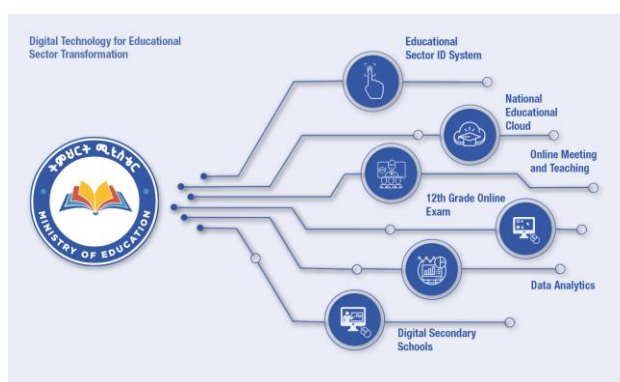 Digital Technology for Educational
Sector Transformation
Educational
Sector ID System
National
Educational
Cloud
Online Meeting
and Teaching
ትምህርት ሚኒስቴር
MINISTRY OF EDUCATION
12th Grade Online
Exam
Data Analytics
Digital Secondary
Schools